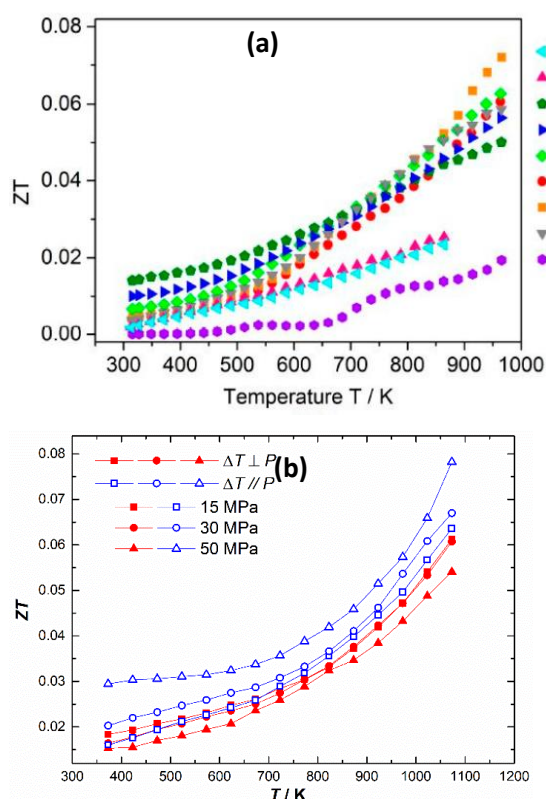 (a)
0.08
0.06
0.04
0.02
0.00
ZT
300 400 500 600 700 800 900 1000
Temperature T / K
(b)
0.08
0.07
0.06
0.05
0.04
0.03
0.02
ZT
ΔT ⊥ P
ΔT // P
15 MPa
30 MPa
50 MPa
300 400 500 600 700 800 900 1000 1100 1200
T / K